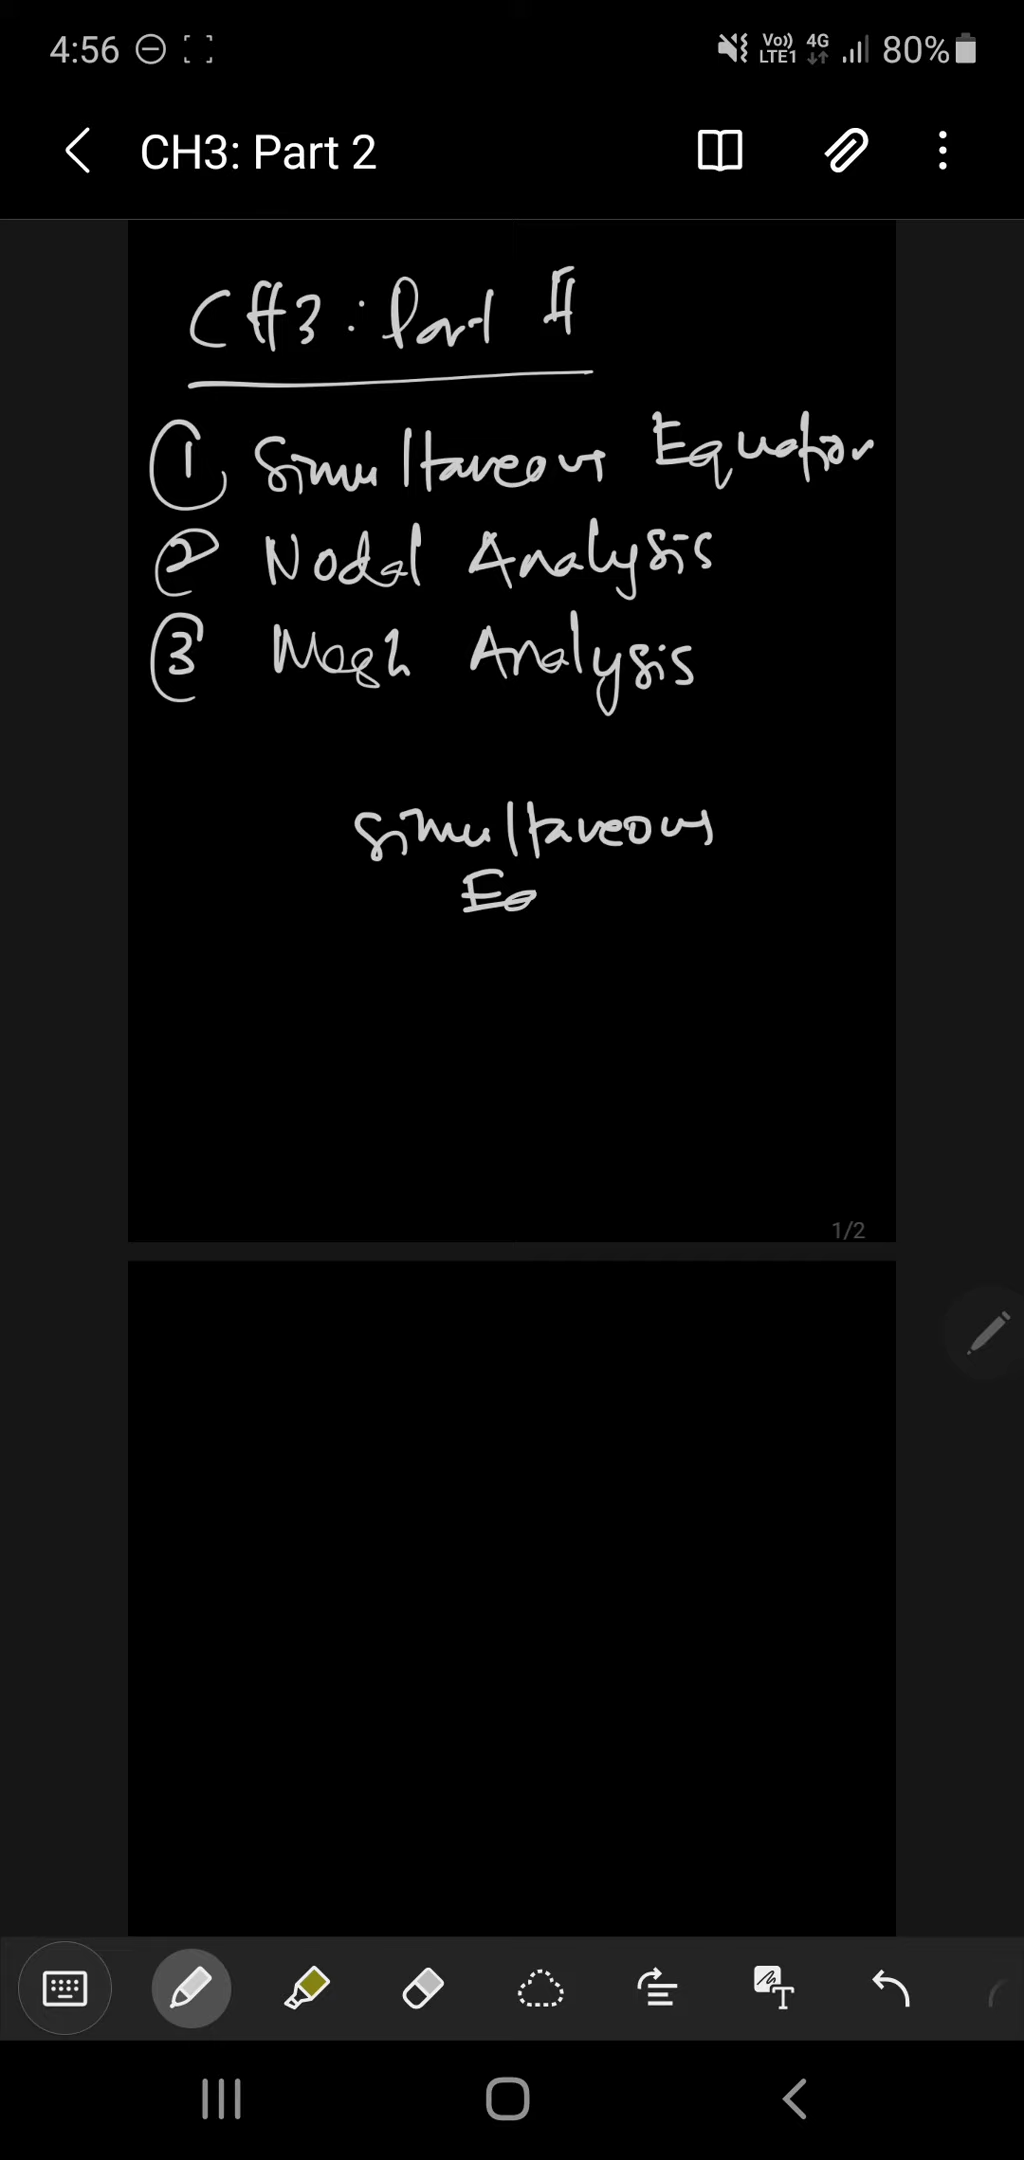 4:56
Vo)) LTE1 4G 80%
CH3: Part 2
CH3: Part II
① Simultaneous Equation
② Nodal Analysis
③ Mesh Analysis
Simultaneous
Eq
1/2